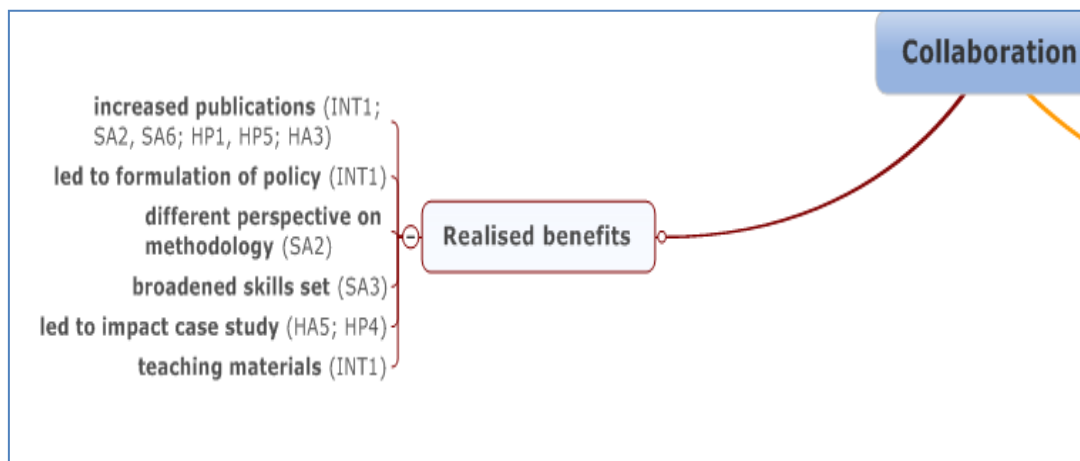 Collaboration
increased publications (INT1;
SA2, SA6; HP1, HP5; HA3)
led to formulation of policy (INT1)
different perspective on
methodology (SA2)
broadened skills set (SA3)
led to impact case study (HA5; HP4)
teaching materials (INT1)
Realised benefits